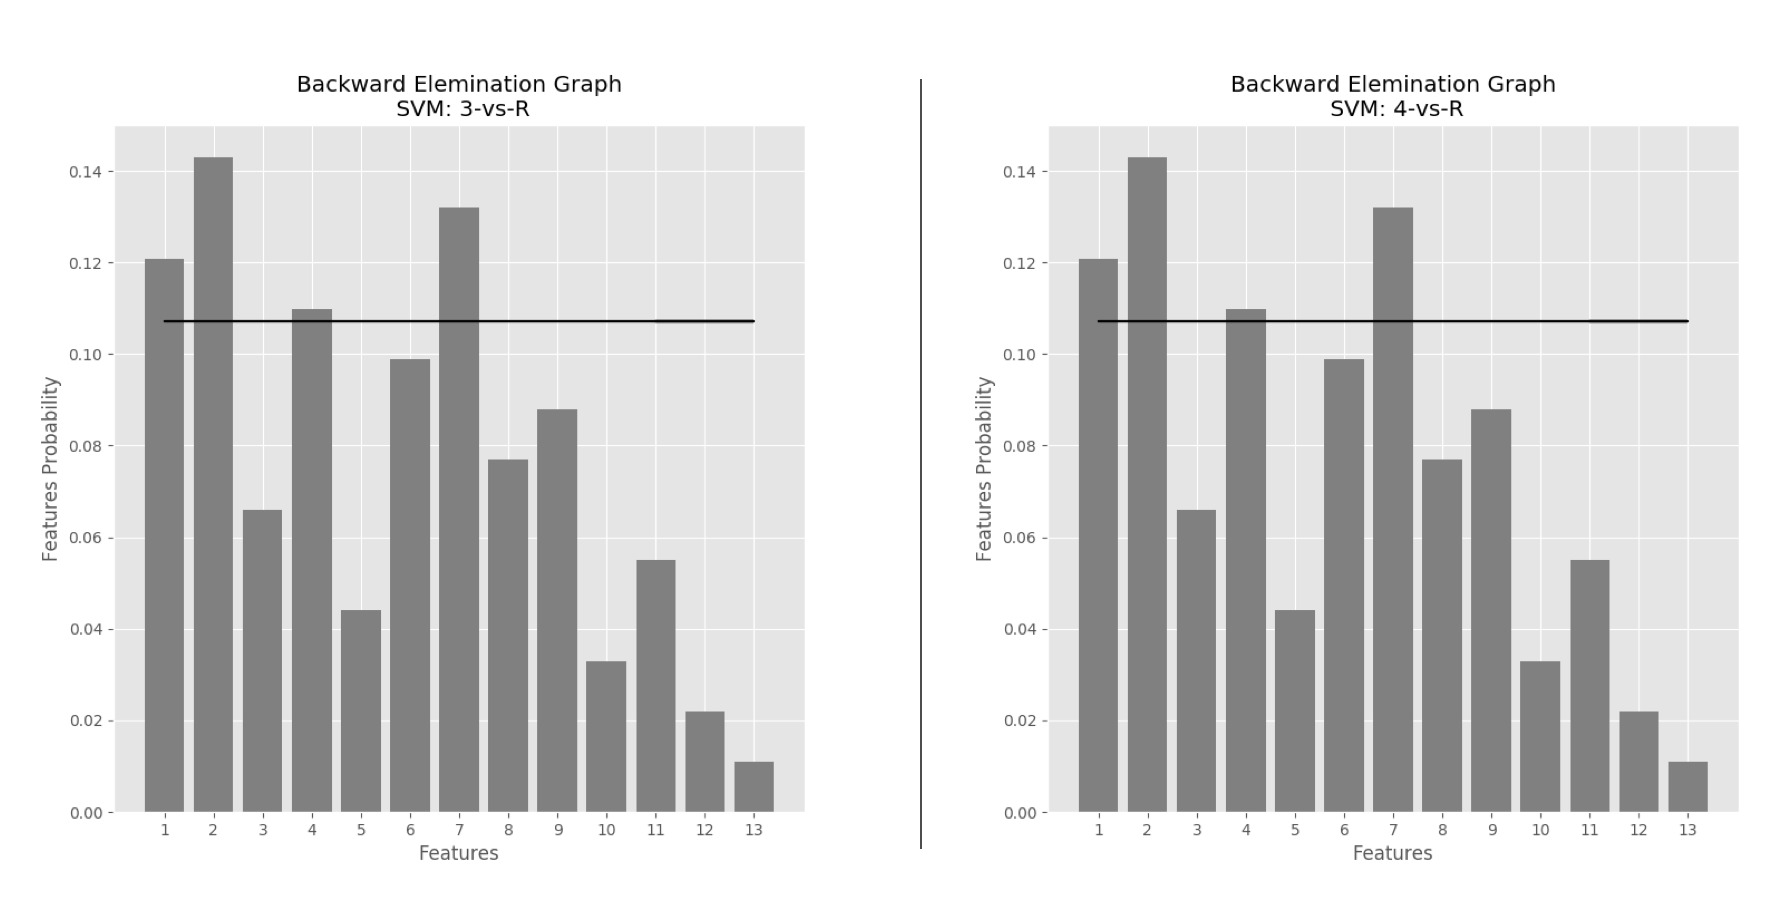 Backward Elemination Graph
SVM: 3-vs-R
0.14
0.12
0.10
0.08
0.06
0.04
0.02
0.00
Features Probability
1 2 3 4 5 6 7 8 9 10 11 12 13
Features
Backward Elemination Graph
SVM: 4-vs-R
0.14
0.12
0.10
0.08
0.06
0.04
0.02
0.00
Features Probability
1 2 3 4 5 6 7 8 9 10 11 12 13
Features